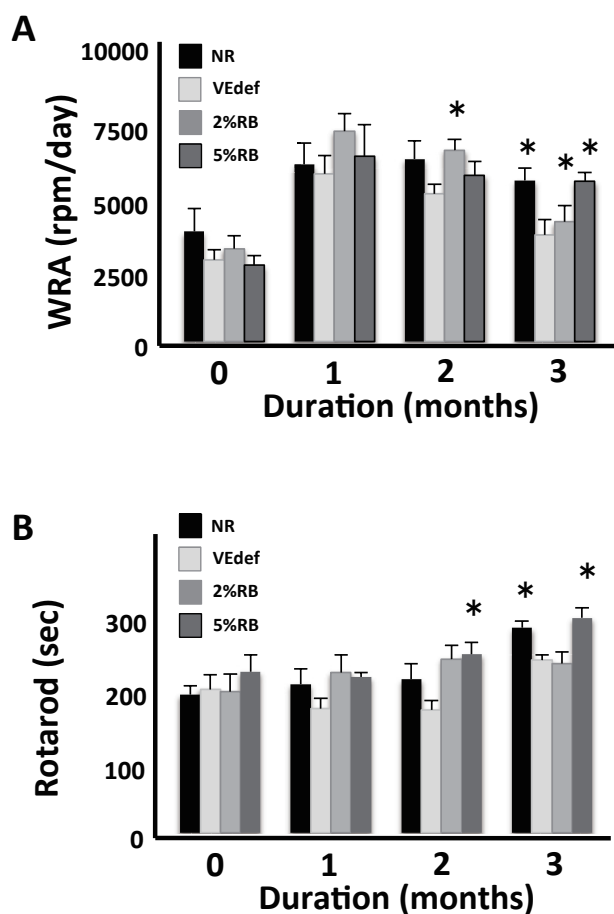 A
WRA (rpm/day)
10000
7500
5000
2500
0
NR
VEdef
2%RB
5%RB
*
* * *
0 1 2 3
Duration (months)
B
Rotarod (sec)
300
200
100
0
NR
VEdef
2%RB
5%RB
*
* *
0 1 2 3
Duration (months)